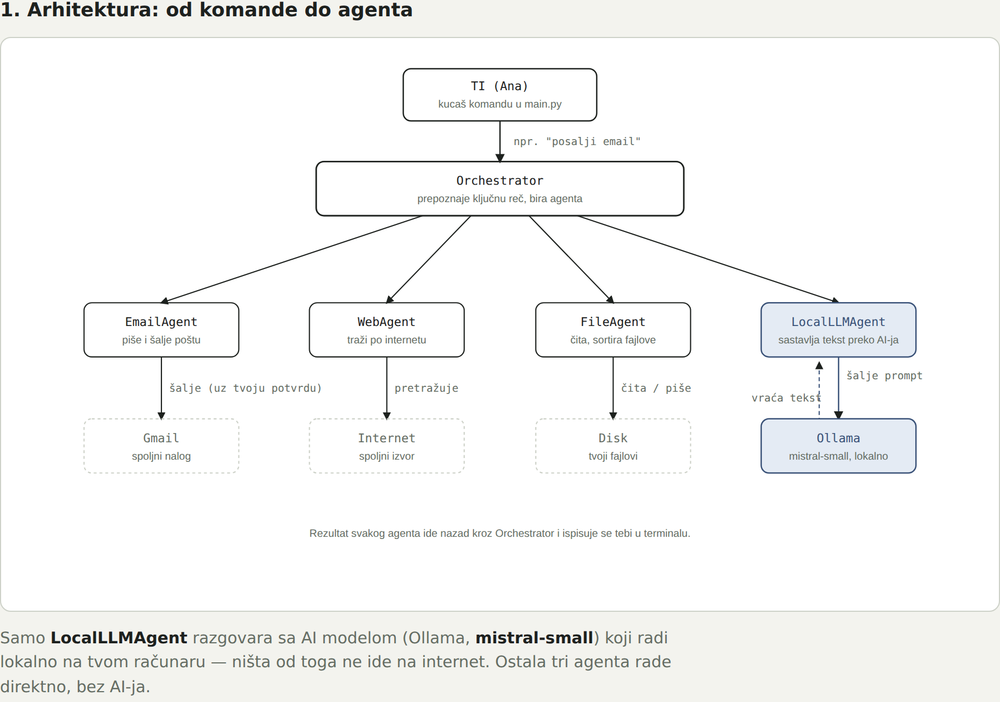 1. Arhitektura: od komande do agenta
TI (Ana)
kucaš komandu u main.py
npr. "posalji email"
Orchestrator
prepoznaje ključnu reč, bira agenta
EmailAgent
piše i šalje poštu
WebAgent
traži po internetu
FileAgent
čita, sortira fajlove
LocalLLMAgent
sastavlja tekst preko AI-ja
šalje (uz tvoju potvrdu)
pretražuje
čita / piše
šalje prompt
vraća tekst
Gmail
spoljni nalog
Internet
spoljni izvor
Disk
tvoji fajlovi
Ollama
mistral-small, lokalno
Rezultat svakog agenta ide nazad kroz Orchestrator i ispisuje se tebi u terminalu.
Samo LocalLLMAgent razgovara sa AI modelom (Ollama, mistral-small) koji radi
lokalno na tvom računaru — ništa od toga ne ide na internet. Ostala tri agenta rade
direktno, bez AI-ja.